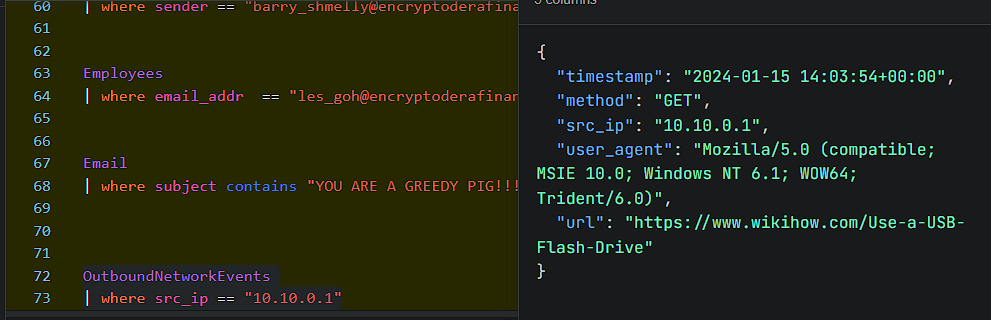 60 | where sender == "barry_shmelly@encryptoderafina
61
62
63 Employees
64 | where email_addr  == "les_goh@encryptoderafinan
65
66
67 Email
68 | where subject contains "YOU ARE A GREEDY PIG!!!
69
70
71
72 OutboundNetworkEvents
73 | where src_ip == "10.10.0.1"
5 columns
{
"timestamp": "2024-01-15 14:03:54+00:00",
"method": "GET",
"src_ip": "10.10.0.1",
"user_agent": "Mozilla/5.0 (compatible;
MSIE 10.0; Windows NT 6.1; WOW64;
Trident/6.0)",
"url": "https://www.wikihow.com/Use-a-USB-
Flash-Drive"
}